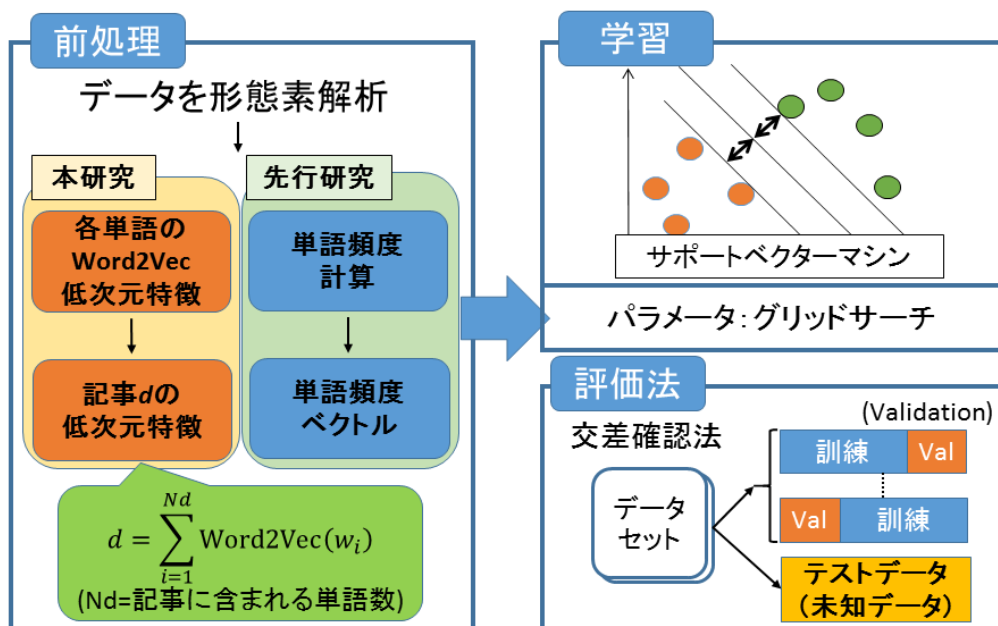 前処理
データを形態素解析
本研究
各単語の
Word2Vec
低次元特徴
記事dの
低次元特徴
先行研究
単語頻度
計算
単語頻度
ベクトル
d = \sum_{i=1}^{Nd} Word2Vec(w_i)
(Nd=記事に含まれる単語数)
学習
サポートベクターマシン
パラメータ:グリッドサーチ
評価法
交差確認法
(Validation)
データ
セット
訓練 Val
Val 訓練
テストデータ
(未知データ)